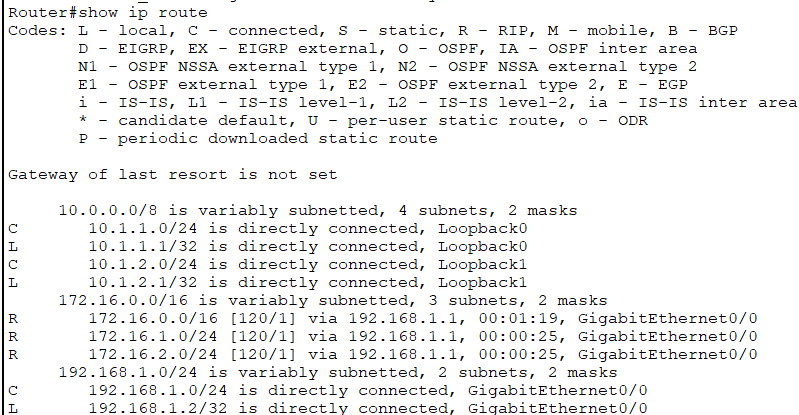 Router#show ip route
Codes: L - local, C - connected, S - static, R - RIP, M - mobile, B - BGP
D - EIGRP, EX - EIGRP external, O - OSPF, IA - OSPF inter area
N1 - OSPF NSSA external type 1, N2 - OSPF NSSA external type 2
E1 - OSPF external type 1, E2 - OSPF external type 2, E - EGP
i - IS-IS, L1 - IS-IS level-1, L2 - IS-IS level-2, ia - IS-IS inter area
* - candidate default, U - per-user static route, o - ODR
P - periodic downloaded static route
Gateway of last resort is not set
10.0.0.0/8 is variably subnetted, 4 subnets, 2 masks
C 10.1.1.0/24 is directly connected, Loopback0
L 10.1.1.1/32 is directly connected, Loopback0
C 10.1.2.0/24 is directly connected, Loopback1
L 10.1.2.1/32 is directly connected, Loopback1
172.16.0.0/16 is variably subnetted, 3 subnets, 2 masks
R 172.16.0.0/16 [120/1] via 192.168.1.1, 00:01:19, GigabitEthernet0/0
R 172.16.1.0/24 [120/1] via 192.168.1.1, 00:00:25, GigabitEthernet0/0
R 172.16.2.0/24 [120/1] via 192.168.1.1, 00:00:25, GigabitEthernet0/0
192.168.1.0/24 is variably subnetted, 2 subnets, 2 masks
C 192.168.1.0/24 is directly connected, GigabitEthernet0/0
L 192.168.1.2/32 is directly connected, GigabitEthernet0/0